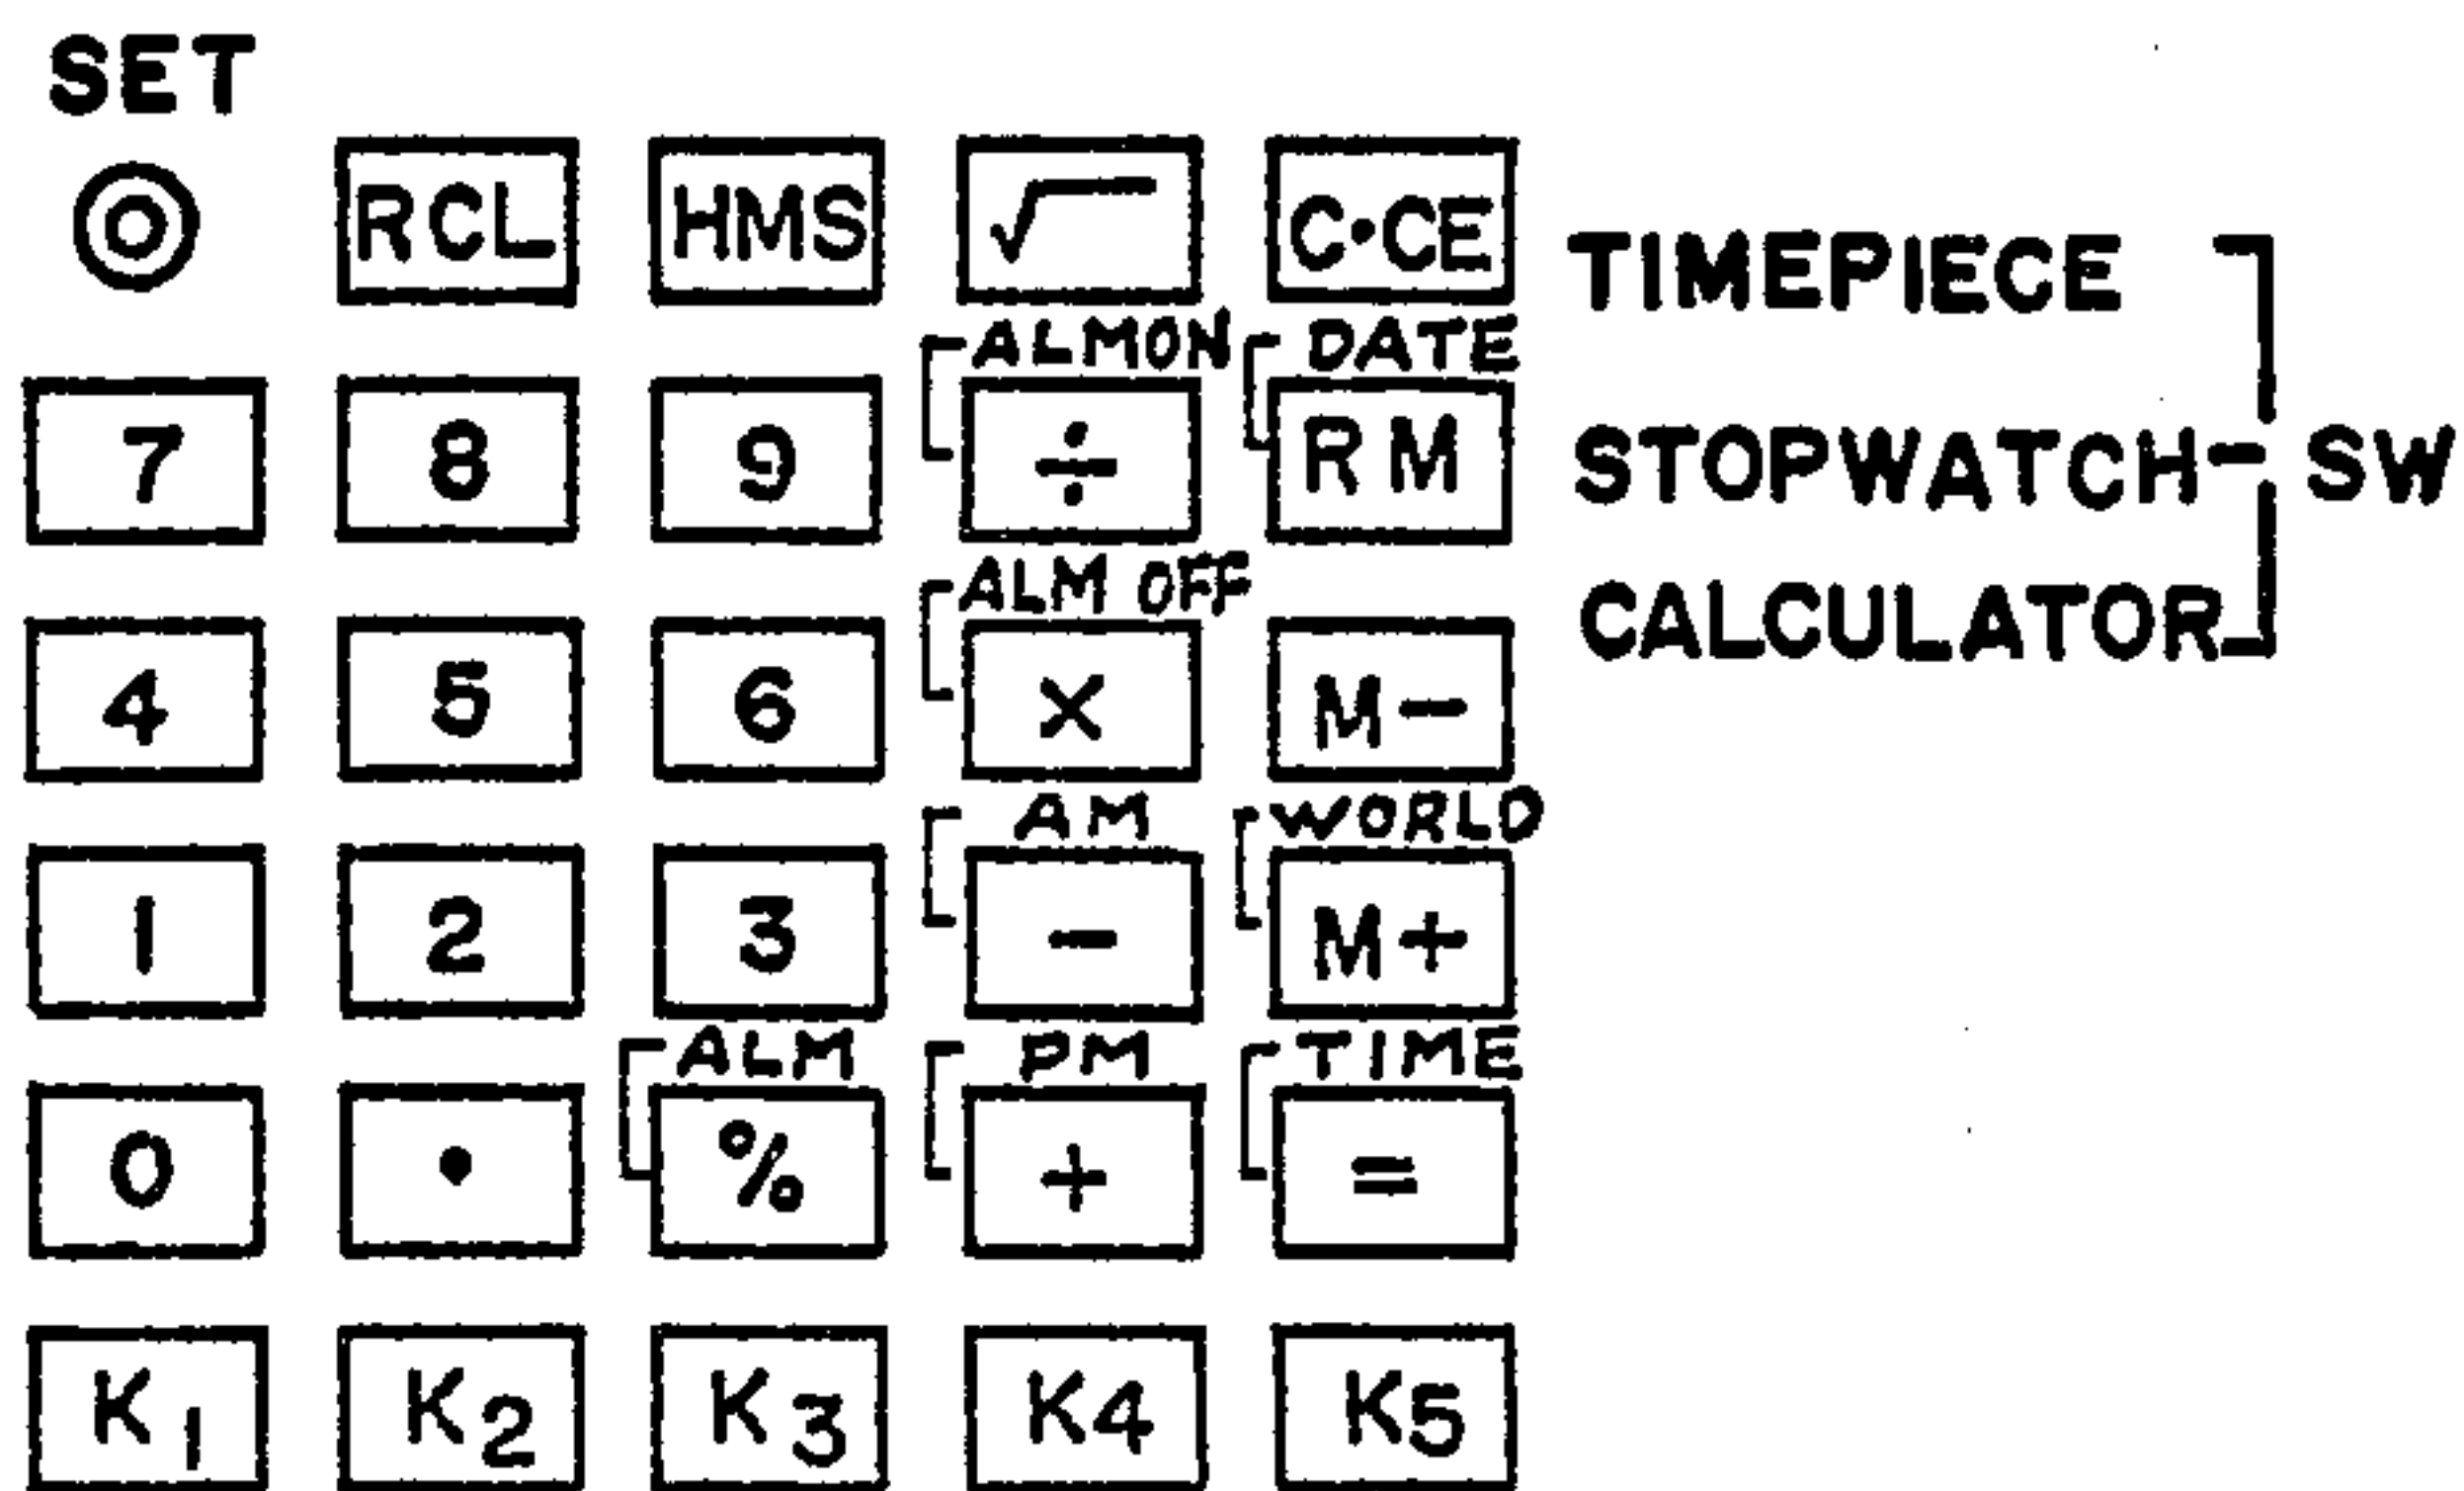 SET
RCL HMS √ C·CE
TIMEPIECE
ALMON DATE
7 8 9 ÷ RM
STOPWATCH SW
ALM OFF
CALCULATOR
4 5 6 × M-
AM WORLD
1 2 3 - M+
ALM PM TIME
0 • % + =
K1 K2 K3 K4 K5